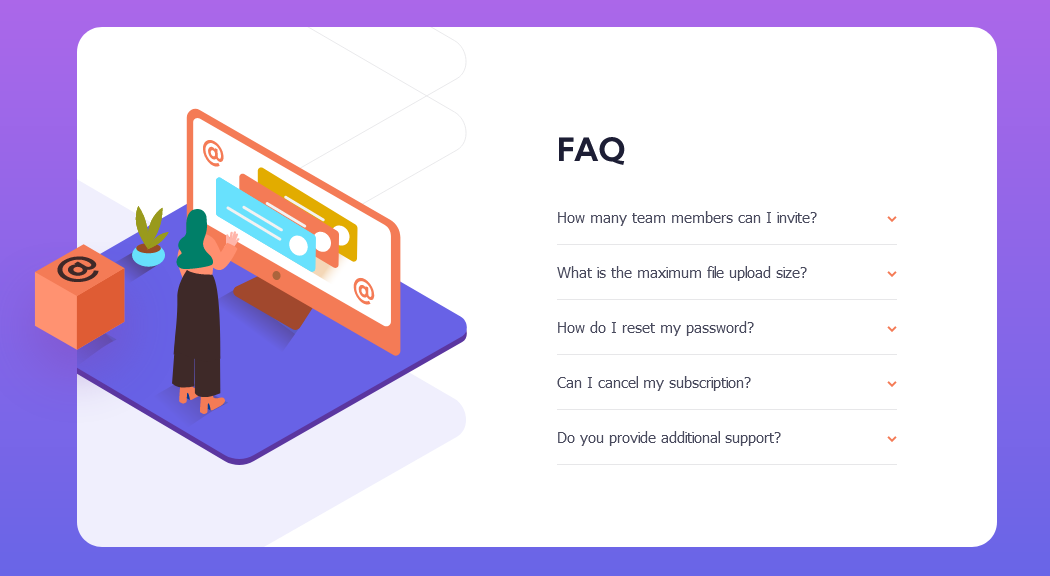 @
@
@
FAQ
How many team members can I invite?
What is the maximum file upload size?
How do I reset my password?
Can I cancel my subscription?
Do you provide additional support?